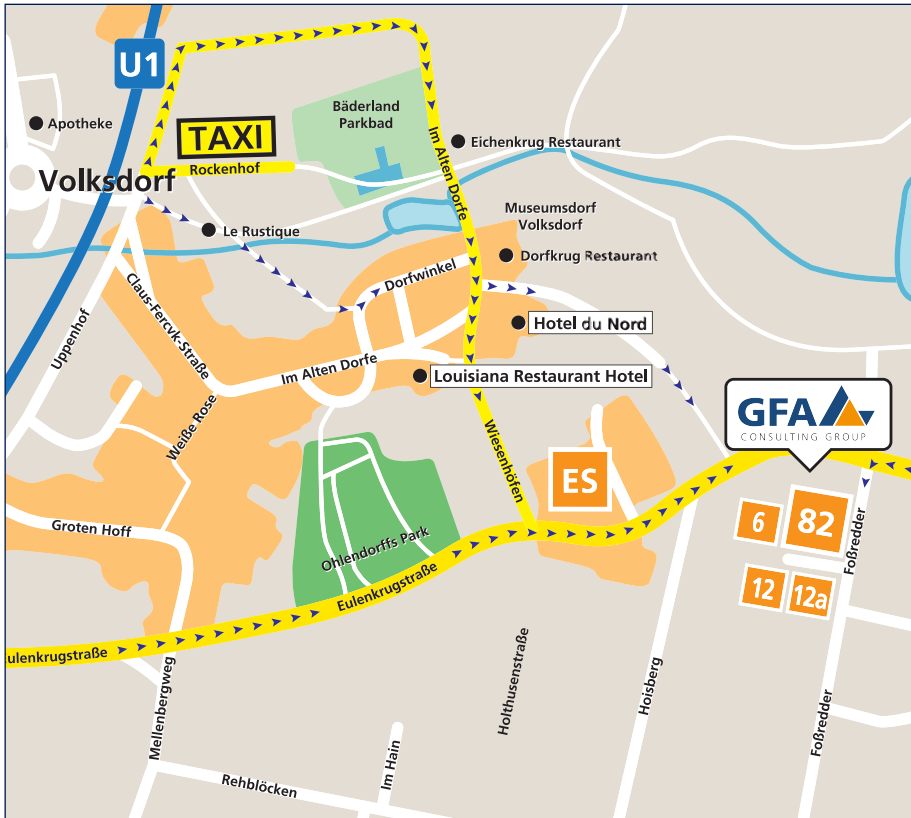 U1
Apotheke
TAXI
Rockenhof
Volksdorf
Bäderland
Parkbad
Im Alten Dorfe
Eichenkrug Restaurant
Le Rustique
Museumsdorf
Volksdorf
Dorfkrug Restaurant
Dorfwinkel
Uppenhof
Claus-Fercvk-Straße
Hotel du Nord
Im Alten Dorfe
Louisiana Restaurant Hotel
Weiße Rose
Wiesenhöfen
GFA
CONSULTING GROUP
ES
6
82
12
12a
Foßredder
Groten Hoff
Ohlendorffs Park
Eulenkrugstraße
ulenkrugstraße
Mellenbergweg
Holthusenstraße
Hoisberg
Foßredder
Im Hain
Rehblöcken